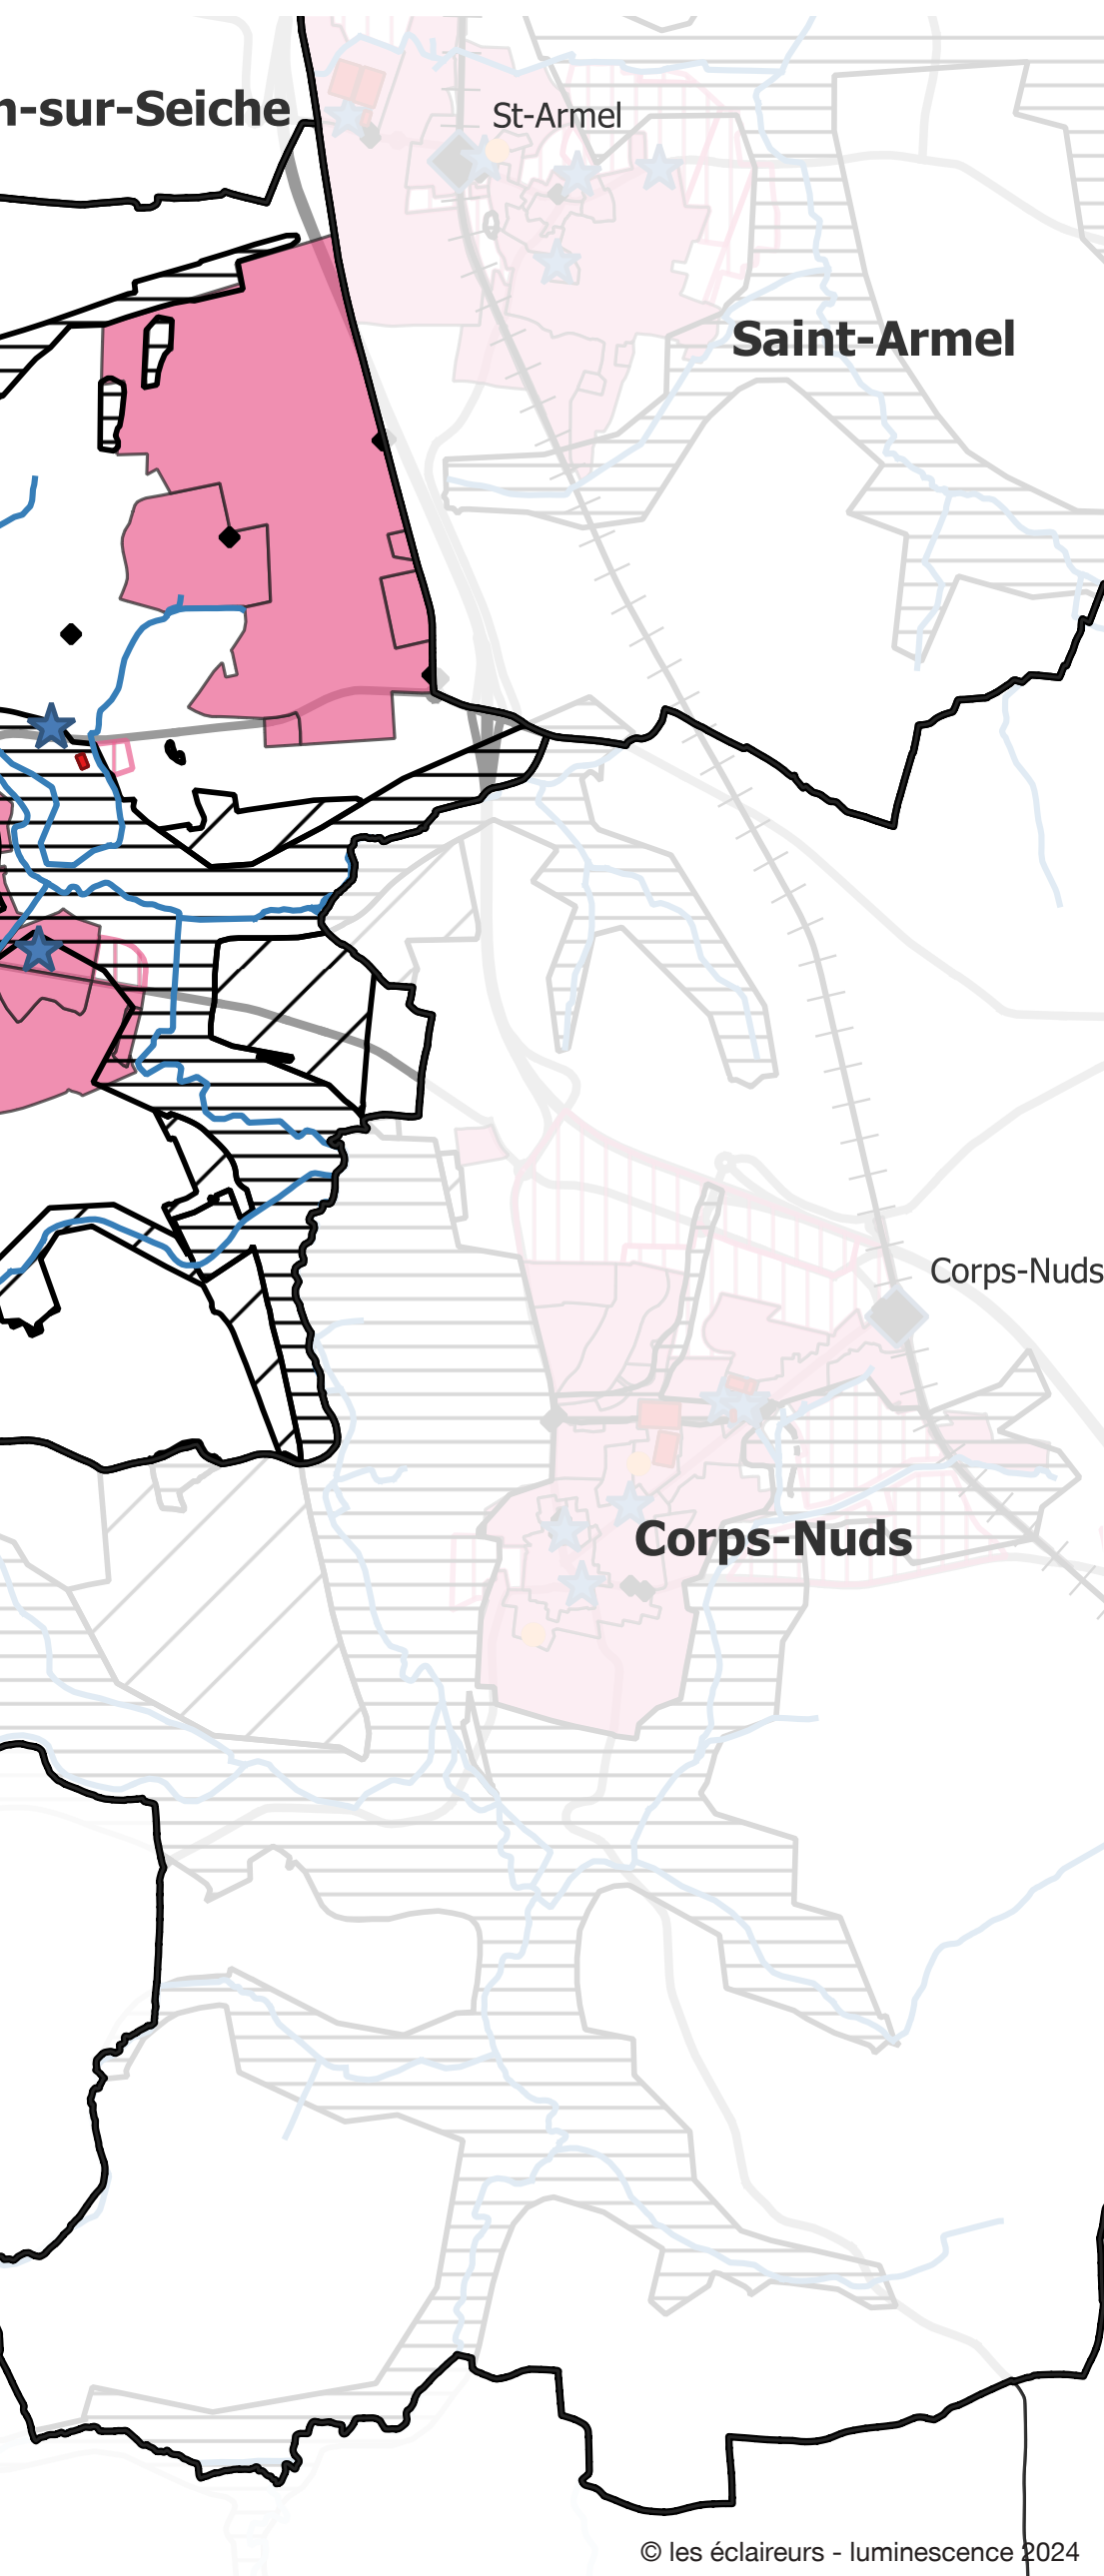 n-sur-Seiche
St-Armel
Saint-Armel
Corps-Nuds
Corps-Nuds
© les éclaireurs - luminescence 2024